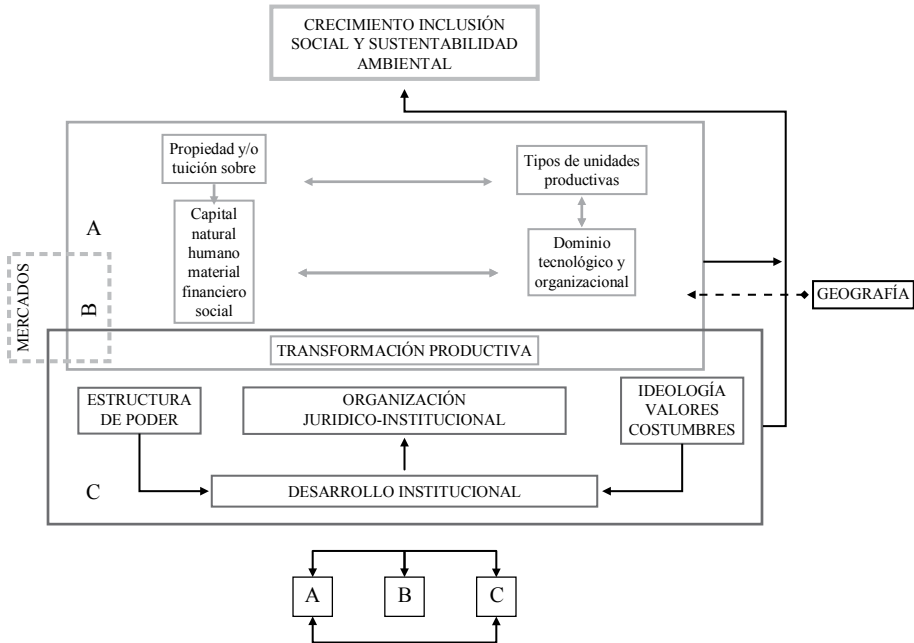 CRECIMIENTO INCLUSIÓN
SOCIAL Y SUSTENTABILIDAD
AMBIENTAL
Propiedad y/o
tuición sobre
Tipos de unidades
productivas
Capital
natural
humano
material
financiero
social
Dominio
tecnológico y
organizacional
A
MERCADOS
B
GEOGRAFÍA
TRANSFORMACIÓN PRODUCTIVA
ESTRUCTURA
DE PODER
ORGANIZACIÓN
JURIDICO-INSTITUCIONAL
IDEOLOGÍA
VALORES
COSTUMBRES
C
DESARROLLO INSTITUCIONAL
A
B
C